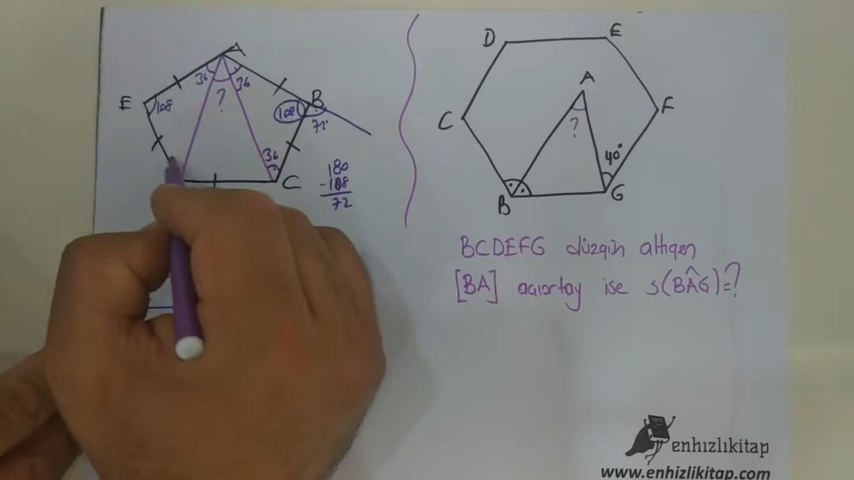 A
E
108
36
36
?
108
B
72
36
C
180
-108
72
D
E
A
C
?
F
40°
B
G
BCDEFG düzgün altıgen
[BA] açıortay ise s(BÂG)=?
enhızlıkitap
www.enhizlikitap.com